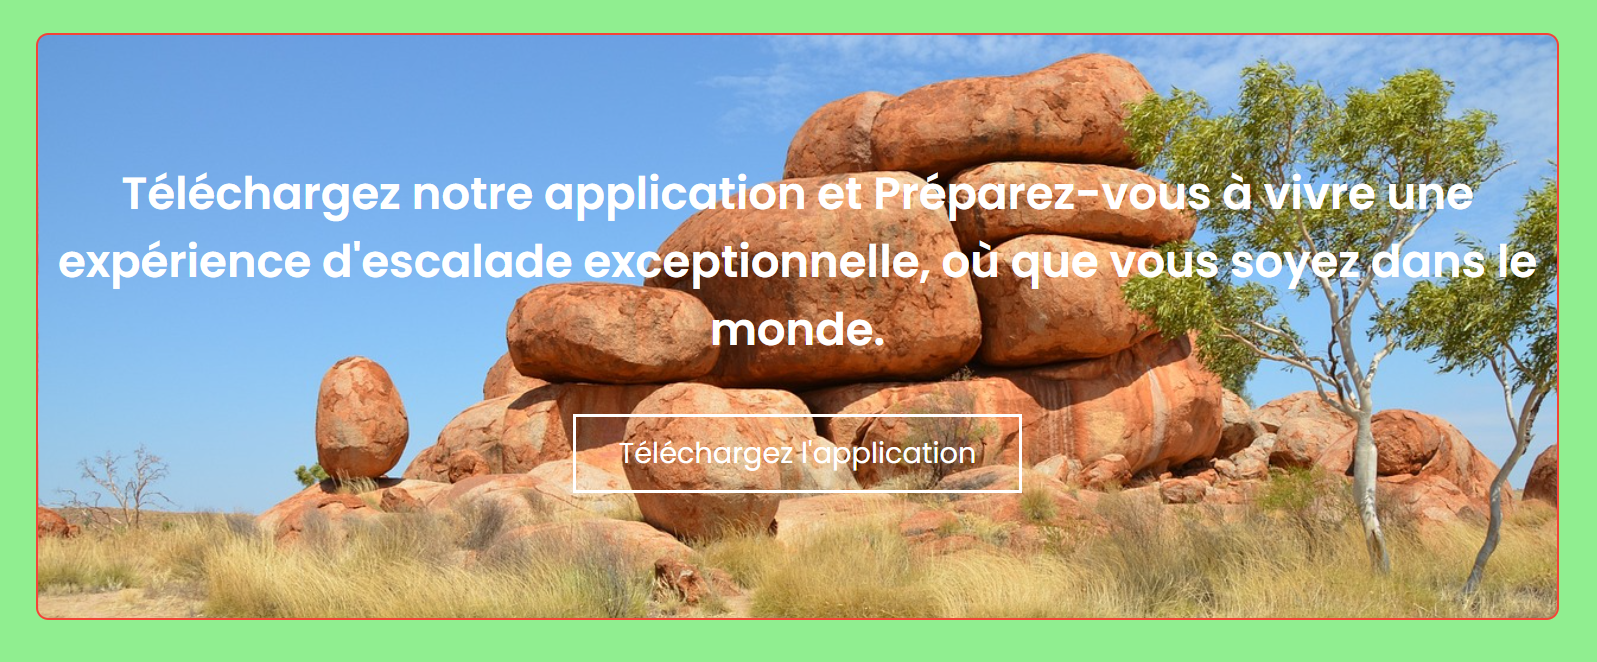 Téléchargez notre application et Préparez-vous à vivre une
expérience d'escalade exceptionnelle, où que vous soyez dans le
monde.
Téléchargez l'application